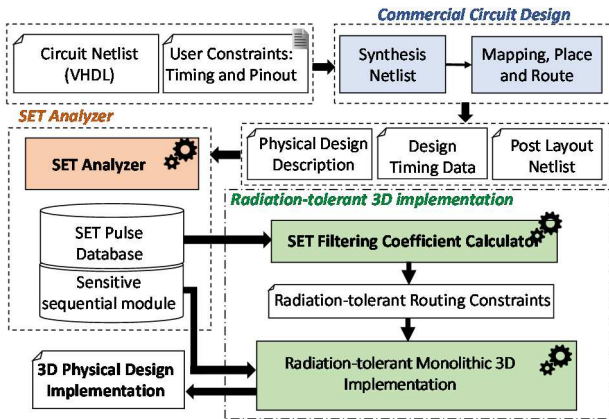 Commercial Circuit Design
Circuit Netlist
(VHDL)
User Constraints:
Timing and Pinout
Synthesis
Netlist
Mapping, Place
and Route
SET Analyzer
SET Analyzer
Physical Design
Description
Design
Timing Data
Post Layout
Netlist
Radiation-tolerant 3D implementation
SET Pulse
Database
Sensitive
sequential module
SET Filtering Coefficient Calculator
Radiation-tolerant Routing Constraints
Radiation-tolerant Monolithic 3D
Implementation
3D Physical Design
Implementation